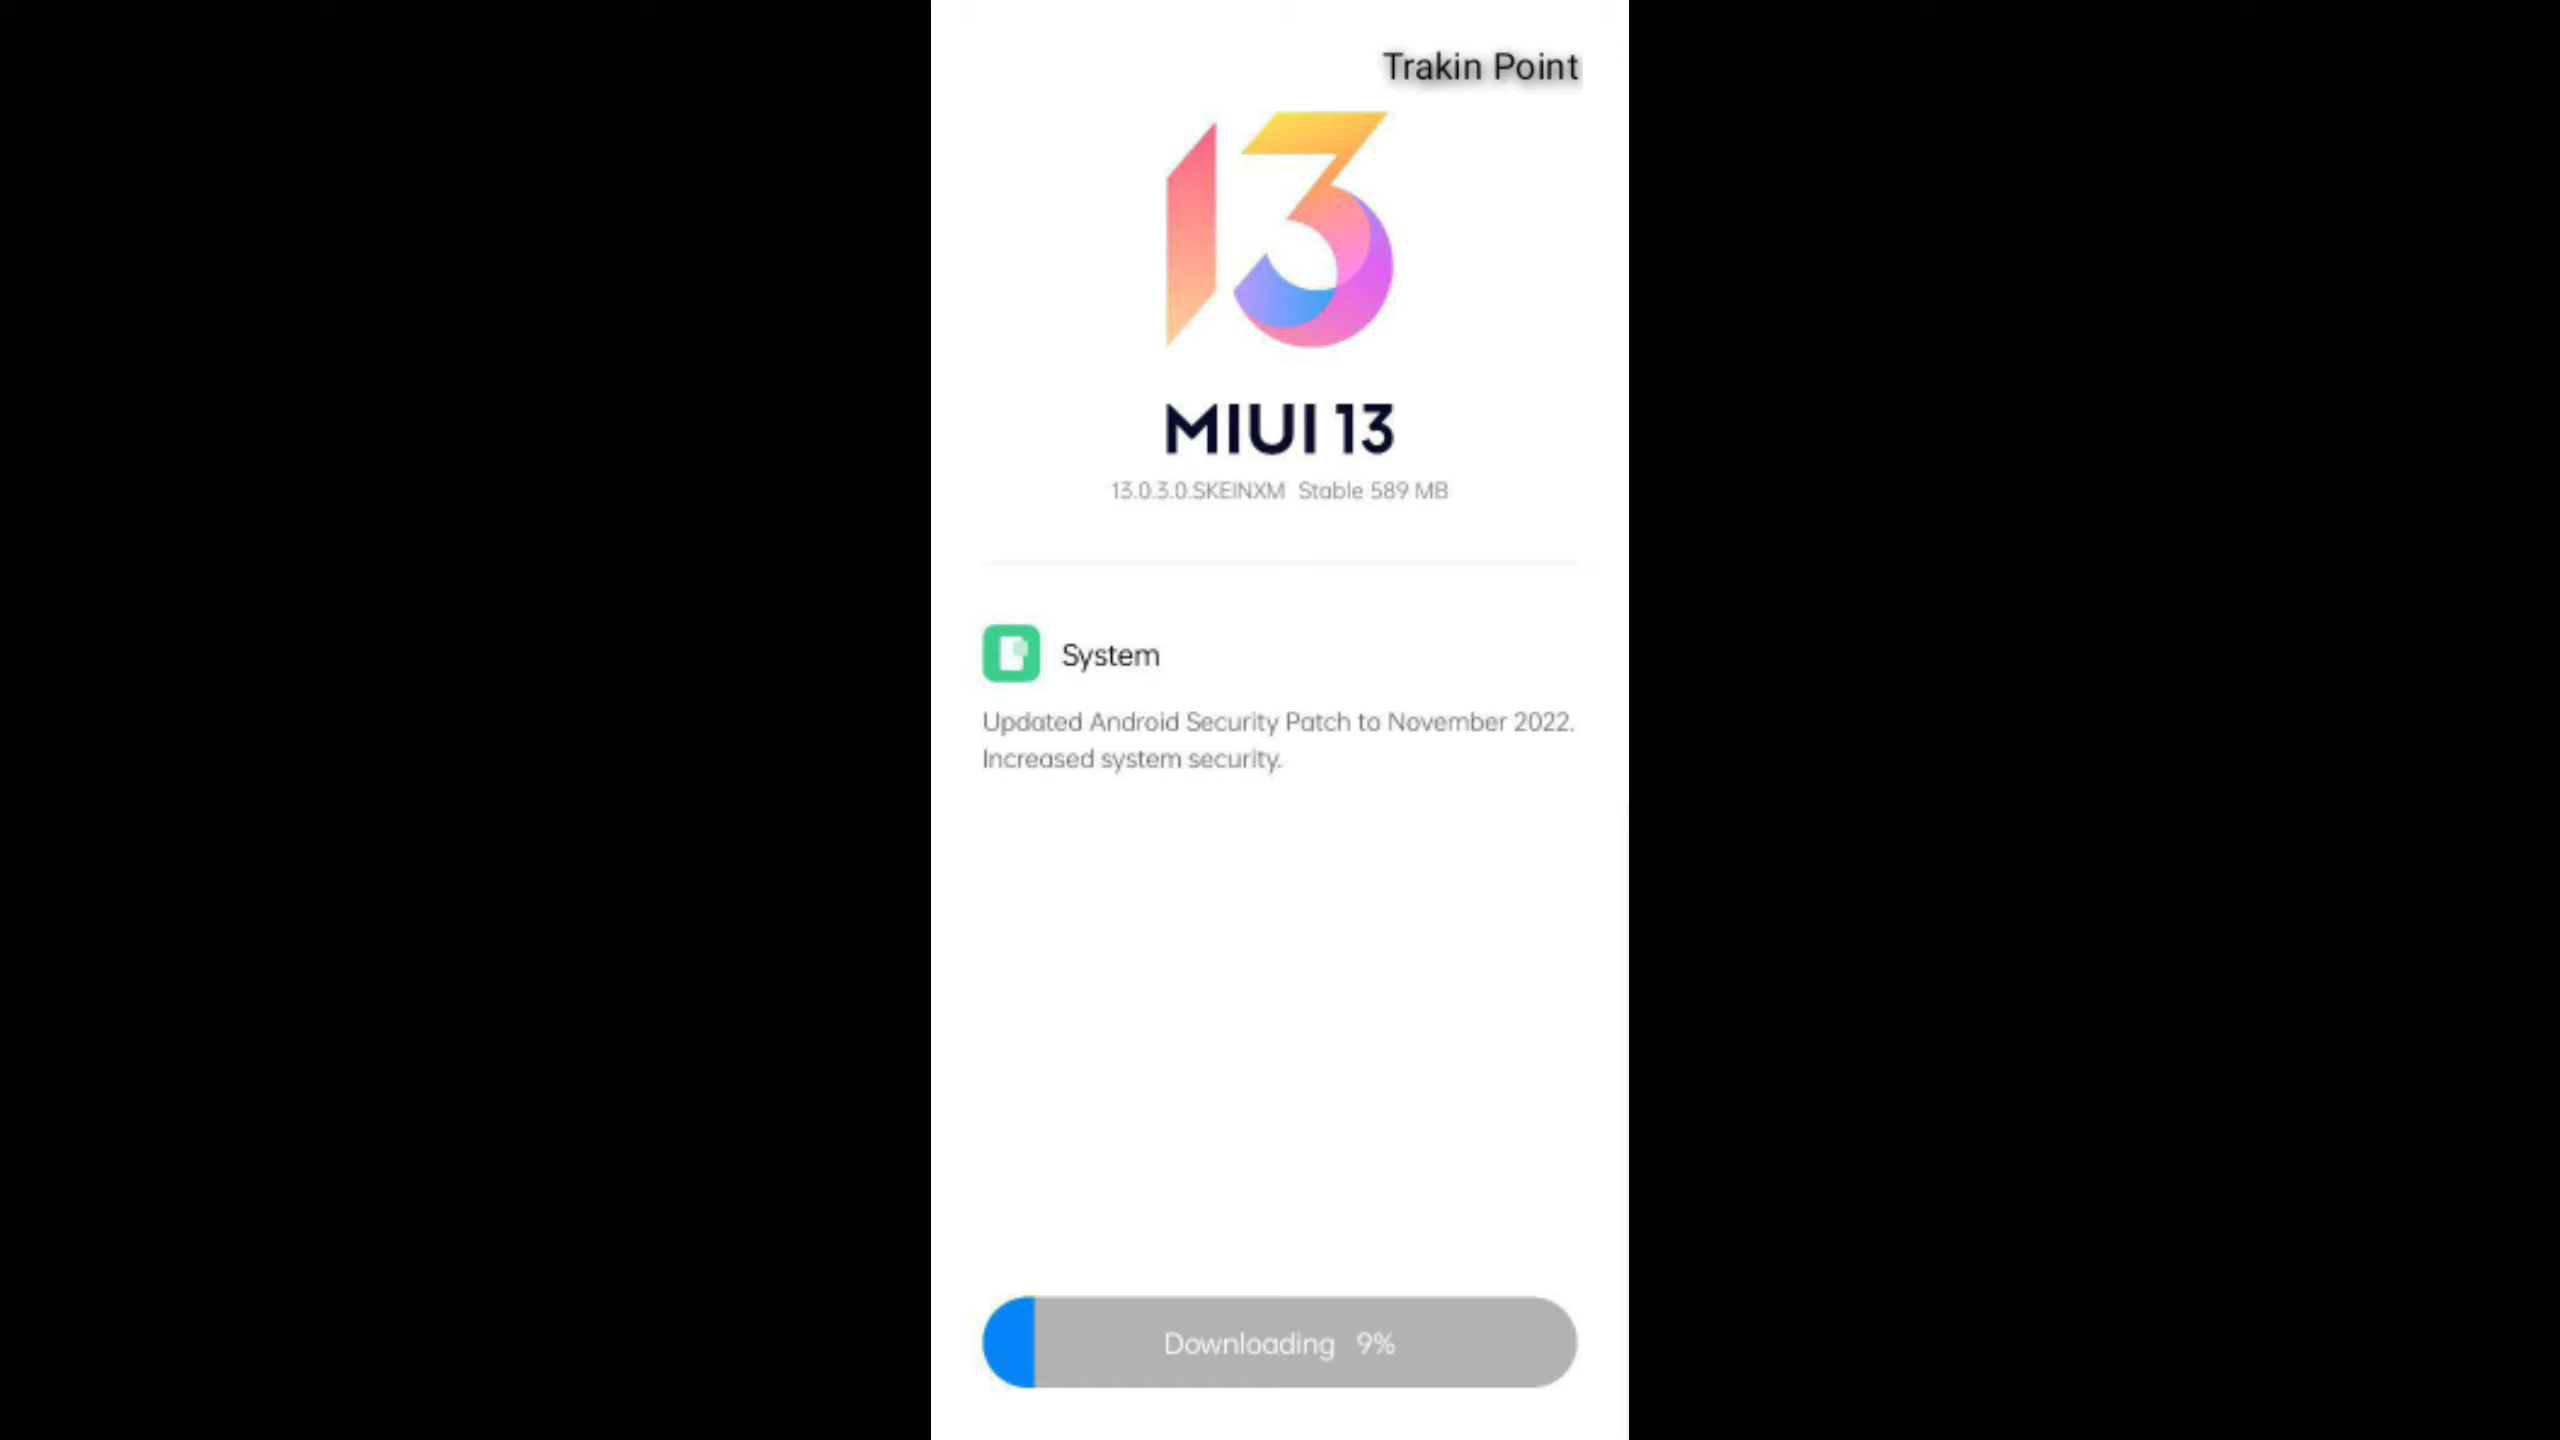 Trakin Point
13
MIUI 13
13.0.3.0.SKEINXM Stable 589 MB
System
Updated Android Security Patch to November 2022.
Increased system security.
Downloading 9%